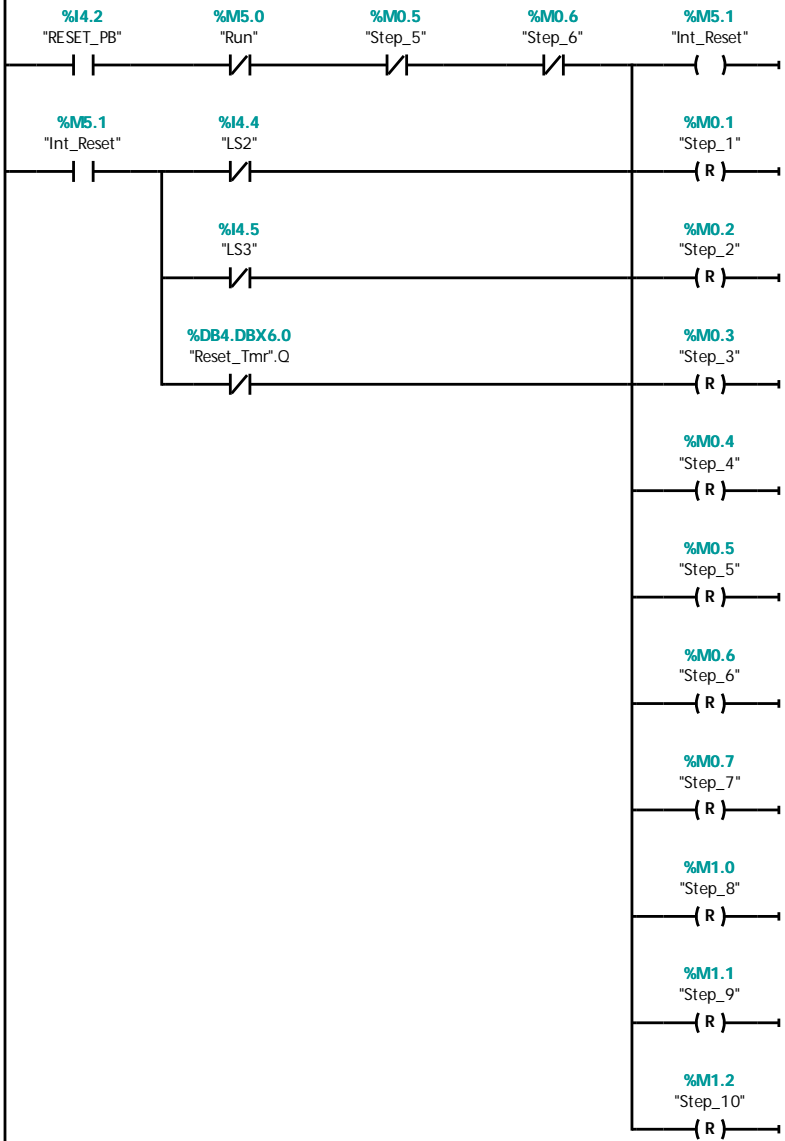 %I4.2 %M5.0 %M0.5 %M0.6 %M5.1
"RESET_PB" "Run" "Step_5" "Step_6" "Int_Reset"
%M5.1 %I4.4 %M0.1
"Int_Reset" "LS2" "Step_1"
R
%I4.5 %M0.2
"LS3" "Step_2"
R
%DB4.DBX6.0 %M0.3
"Reset_Tmr".Q "Step_3"
R
%M0.4
"Step_4"
R
%M0.5
"Step_5"
R
%M0.6
"Step_6"
R
%M0.7
"Step_7"
R
%M1.0
"Step_8"
R
%M1.1
"Step_9"
R
%M1.2
"Step_10"
R